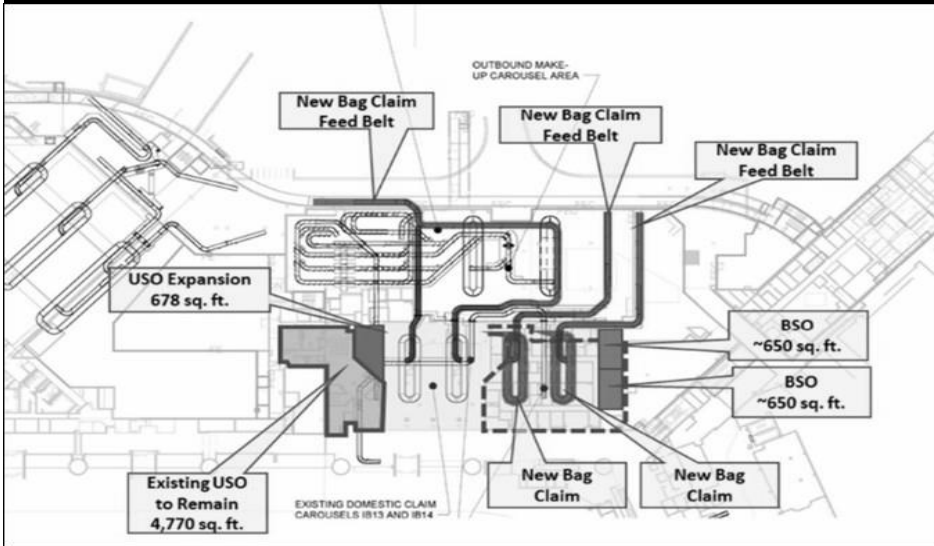 OUTBOUND MAKE-
UP CAROUSEL AREA
New Bag Claim
Feed Belt
New Bag Claim
Feed Belt
New Bag Claim
Feed Belt
USO Expansion
678 sq. ft.
BSO
~650 sq. ft.
BSO
~650 sq. ft.
Existing USO
to Remain
4,770 sq. ft.
EXISTING DOMESTIC CLAIM
CAROUSELS IB13 AND IB14
New Bag
Claim
New Bag
Claim